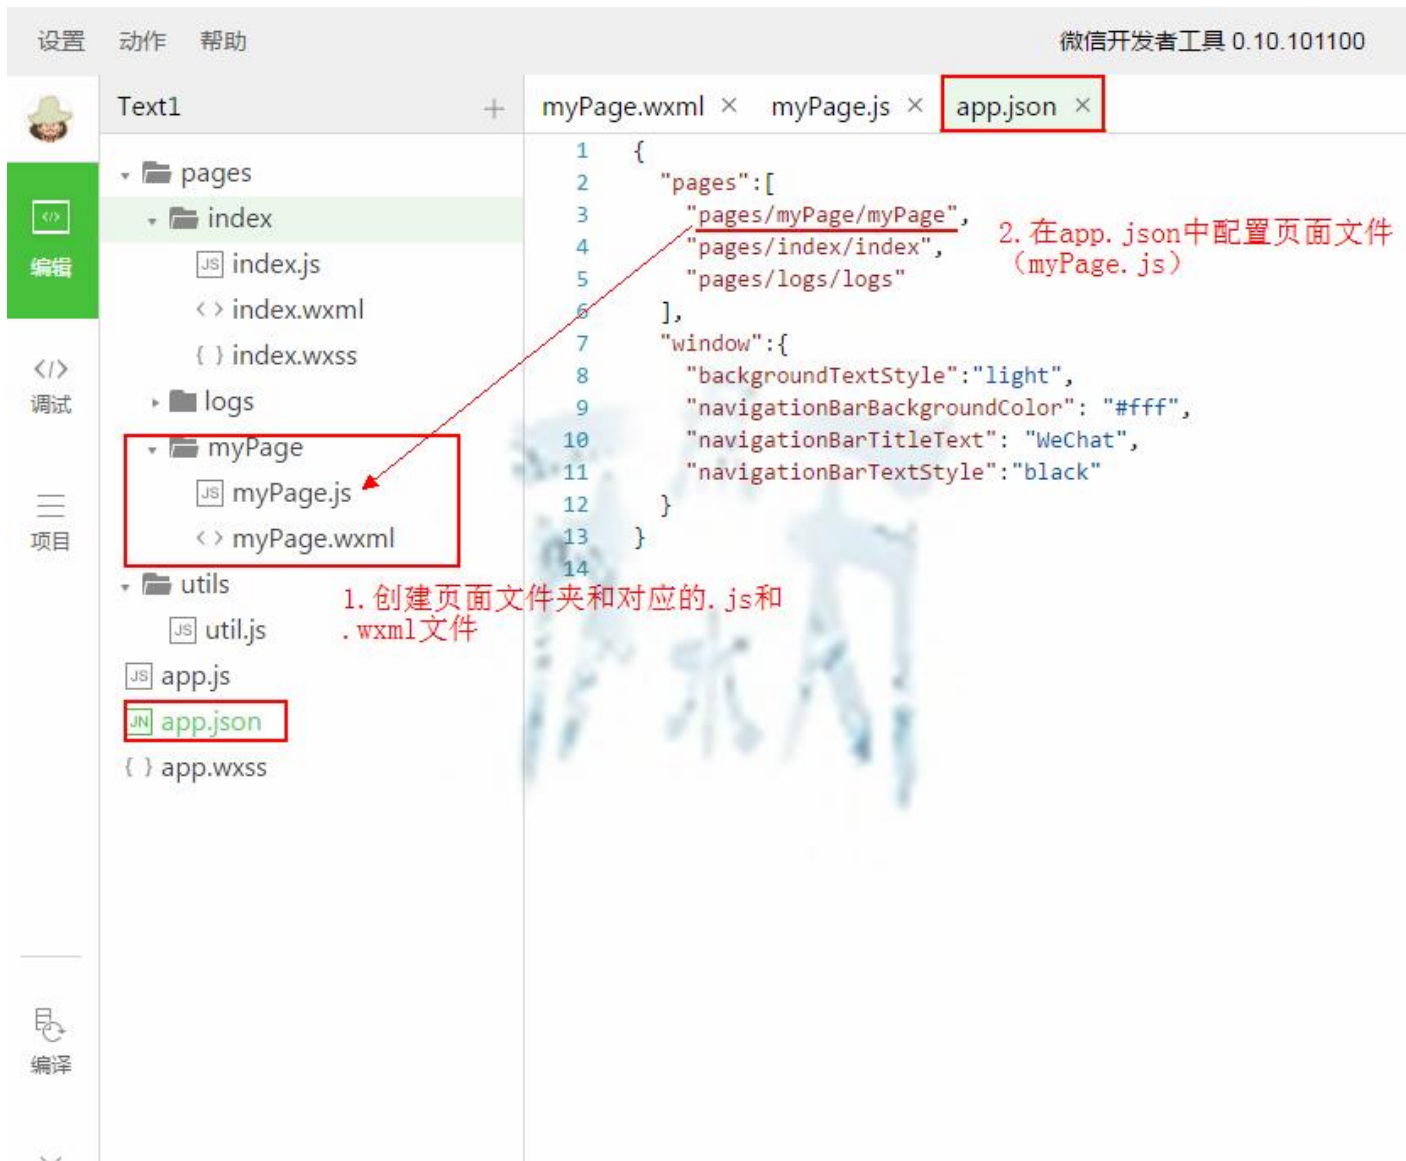 设置 动作 帮助 微信开发者工具 0.10.101100
Text1 +
编辑
调试
项目
编译
pages
index
JS index.js
<> index.wxml
{ } index.wxss
logs
myPage
JS myPage.js
<> myPage.wxml
utils
JS util.js
JS app.js
JN app.json
{ } app.wxss
1.创建页面文件夹和对应的.js和
.wxml文件
myPage.wxml × myPage.js × app.json ×
1 {
2 "pages":[
3 "pages/myPage/myPage",
4 "pages/index/index",
5 "pages/logs/logs"
6 ],
7 "window":{
8 "backgroundTextStyle":"light",
9 "navigationBarBackgroundColor": "#fff",
10 "navigationBarTitleText": "WeChat",
11 "navigationBarTextStyle":"black"
12 }
13 }
14
2.在app.json中配置页面文件
（myPage.js）